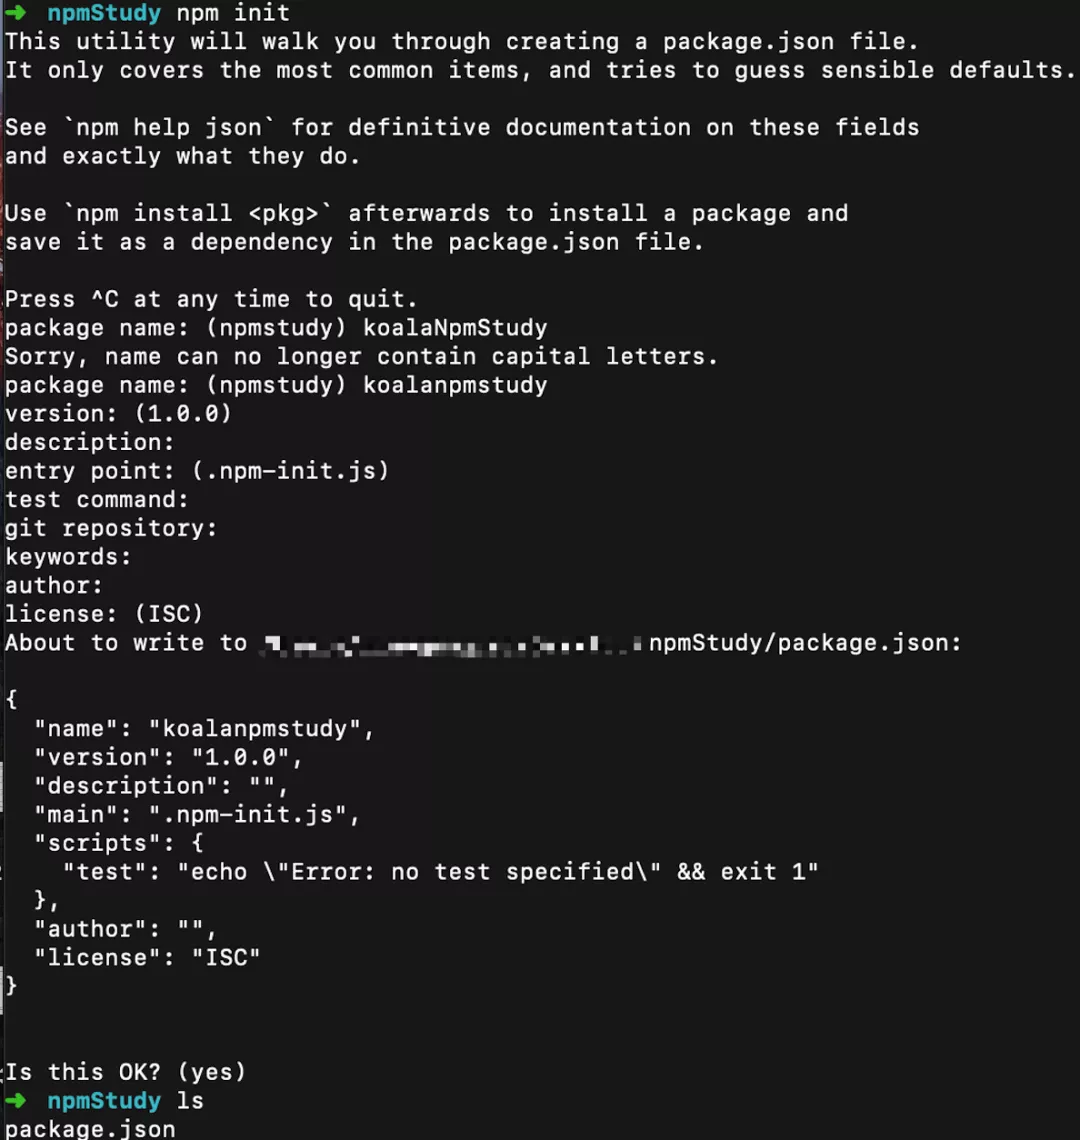 ➜ npmStudy npm init
This utility will walk you through creating a package.json file.
It only covers the most common items, and tries to guess sensible defaults.
See `npm help json` for definitive documentation on these fields
and exactly what they do.
Use `npm install <pkg>` afterwards to install a package and
save it as a dependency in the package.json file.
Press ^C at any time to quit.
package name: (npmstudy) koalaNpmStudy
Sorry, name can no longer contain capital letters.
package name: (npmstudy) koalanpmstudy
version: (1.0.0)
description:
entry point: (.npm-init.js)
test command:
git repository:
keywords:
author:
license: (ISC)
About to write to npmStudy/package.json:
{
  "name": "koalanpmstudy",
  "version": "1.0.0",
  "description": "",
  "main": ".npm-init.js",
  "scripts": {
    "test": "echo \"Error: no test specified\" && exit 1"
  },
  "author": "",
  "license": "ISC"
}
Is this OK? (yes)
➜ npmStudy ls
package.json